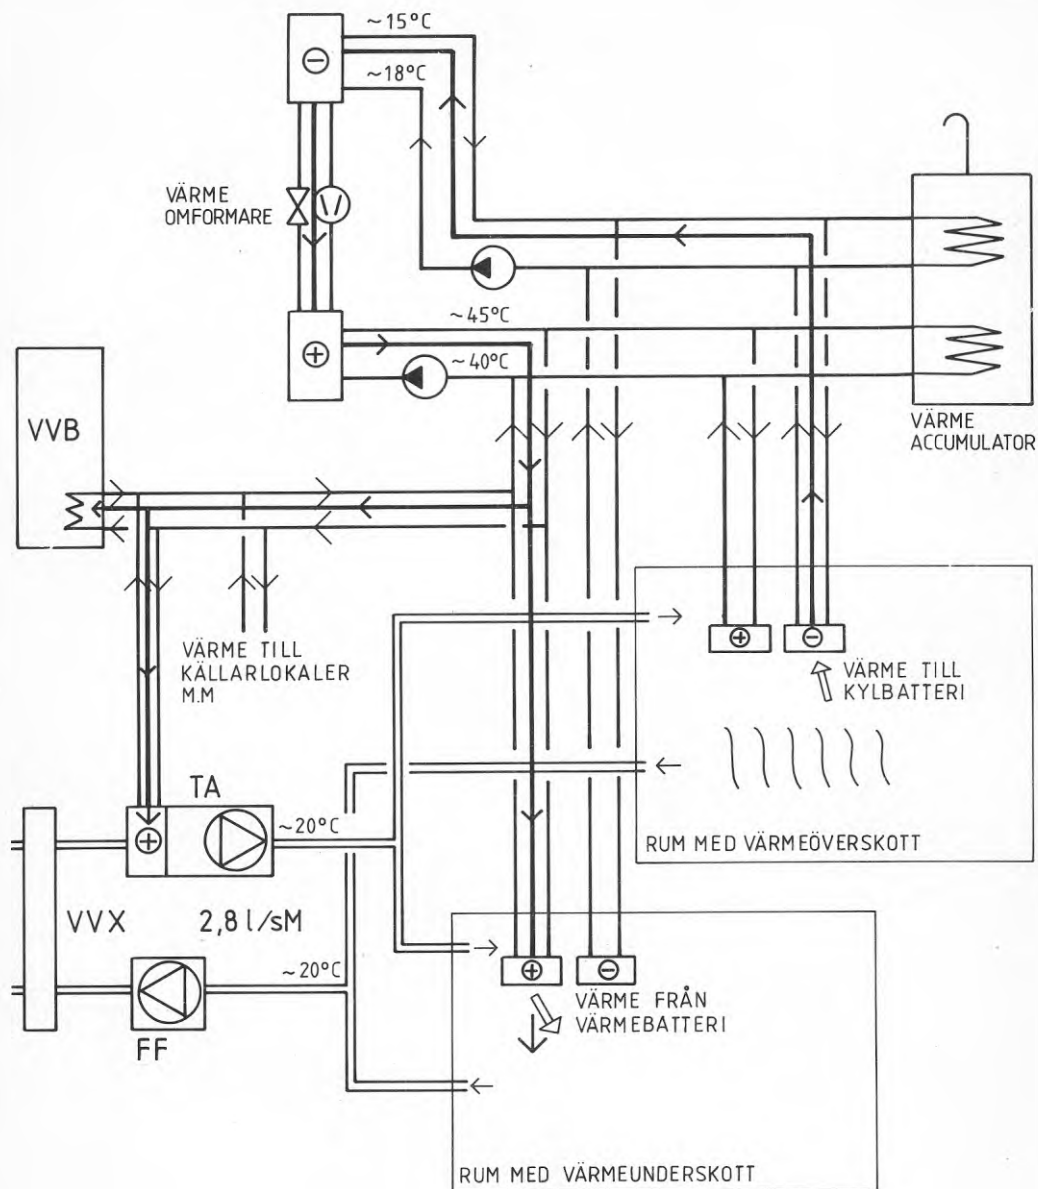 ~15°C
~18°C
VÄRME
OMFORMARE
~45°C
~40°C
VÄRME
ACCUMULATOR
VVB
VÄRME TILL
KÄLLARLOKALER
M.M
VÄRME TILL
KYLBATTERI
TA
~20°C
RUM MED VÄRMEÖVERSKOTT
VVX
2,8 l/sM
~20°C
FF
VÄRME FRÅN
VÄRMEBATTERI
RUM MED VÄRMEUNDERSKOTT